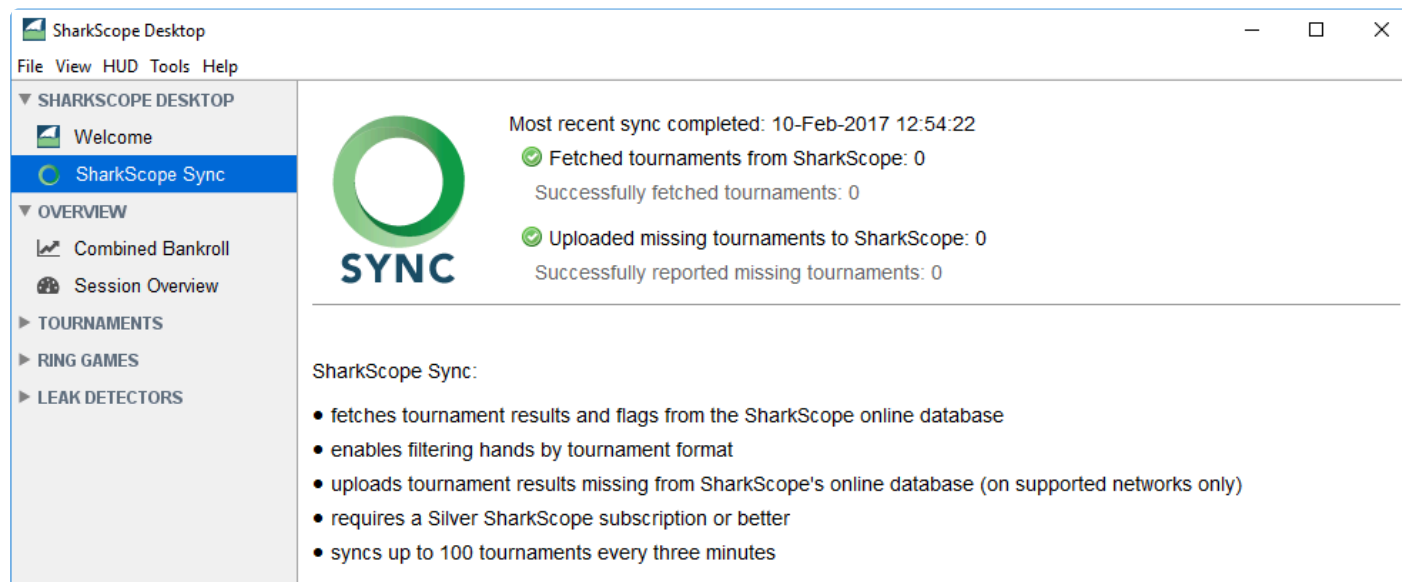 SharkScope Desktop
File View HUD Tools Help
SHARKSCOPE DESKTOP
Welcome
SharkScope Sync
OVERVIEW
Combined Bankroll
Session Overview
TOURNAMENTS
RING GAMES
LEAK DETECTORS
SYNC
Most recent sync completed: 10-Feb-2017 12:54:22
Fetched tournaments from SharkScope: 0
Successfully fetched tournaments: 0
Uploaded missing tournaments to SharkScope: 0
Successfully reported missing tournaments: 0
SharkScope Sync:
• fetches tournament results and flags from the SharkScope online database
• enables filtering hands by tournament format
• uploads tournament results missing from SharkScope's online database (on supported networks only)
• requires a Silver SharkScope subscription or better
• syncs up to 100 tournaments every three minutes